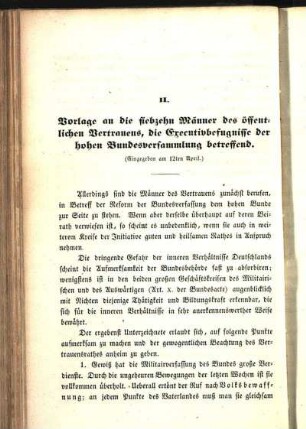 II.
Vorlage an die siebzehn Männer des öffent-
lichen Vertrauens, die Executivbefugnisse der
hohen Bundesversammlung betreffend.
(Eingegeben am 12ten April.)
Allerdings sind die Männer des Vertrauens zunächst berufen,
in Betreff der Reform der Bundesverfassung dem hohen Bunde
zur Seite zu stehen. Wenn aber derselbe überhaupt auf deren Bei-
rath verwiesen ist, so scheint es unbedenklich, wenn sie auch in wei-
terem Kreise der Initiative guten und heilsamen Rathes in Anspruch
nehmen.
Die dringende Gefahr der inneren Verhältnisse Deutschlands
scheint die Aufmerksamkeit der Bundesbehörde fast zu absorbiren;
wenigstens ist in den beiden großen Geschäftskreisen des Militairi-
schen und des Auswärtigen (Art. X. der Bundesacte) augenblicklich
mit Nichten diejenige Thätigkeit und Bildungskraft erkennbar, die
sich für die inneren Verhältnisse in sehr anerkennenswerther Weise
bewährt.
Der ergebenst Unterzeichnete erlaubt sich, auf folgende Punkte
aufmerksam zu machen und der gewogentlichen Beachtung des Ver-
trauensrathes anheim zu geben.
1. Gewiß hat die Militairverfassung des Bundes große Ver-
dienste. Durch die ungeheuren Bewegungen der letzten Wochen ist sie
vollkommen überholt. Ueberall ertönt der Ruf nach Volksbewaff-
nung; an jedem Punkte des Vaterlandes muß man sie gleichsam